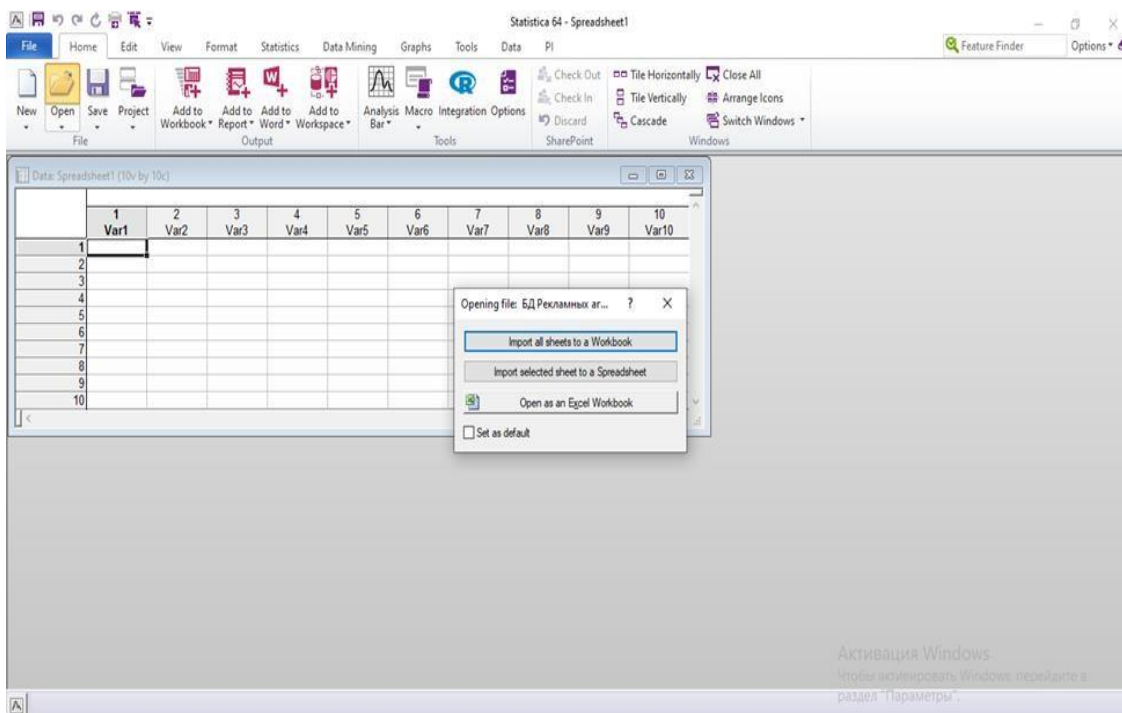 Statistica 64 - Spreadsheet1
File Home Edit View Format Statistics Data Mining Graphs Tools Data PI Feature Finder Options
New Open Save Project Add to Workbook Add to Report Add to Word Add to Workspace Analysis Bar Macro Integration Options Check Out Check In Discard Tile Horizontally Tile Vertically Cascade Close All Arrange Icons Switch Windows
File Output Tools SharePoint Windows
Data: Spreadsheet1 (10v by 10c)
1 2 3 4 5 6 7 8 9 10
Var1 Var2 Var3 Var4 Var5 Var6 Var7 Var8 Var9 Var10
1
2
3
4
5
6
7
8
9
10
Opening file: БД Рекламных аг... ?
Import all sheets to a Workbook
Import selected sheet to a Spreadsheet
Open as an Excel Workbook
Set as default
Активация Windows
Чтобы активировать Windows, перейдите в
раздел "Параметры".